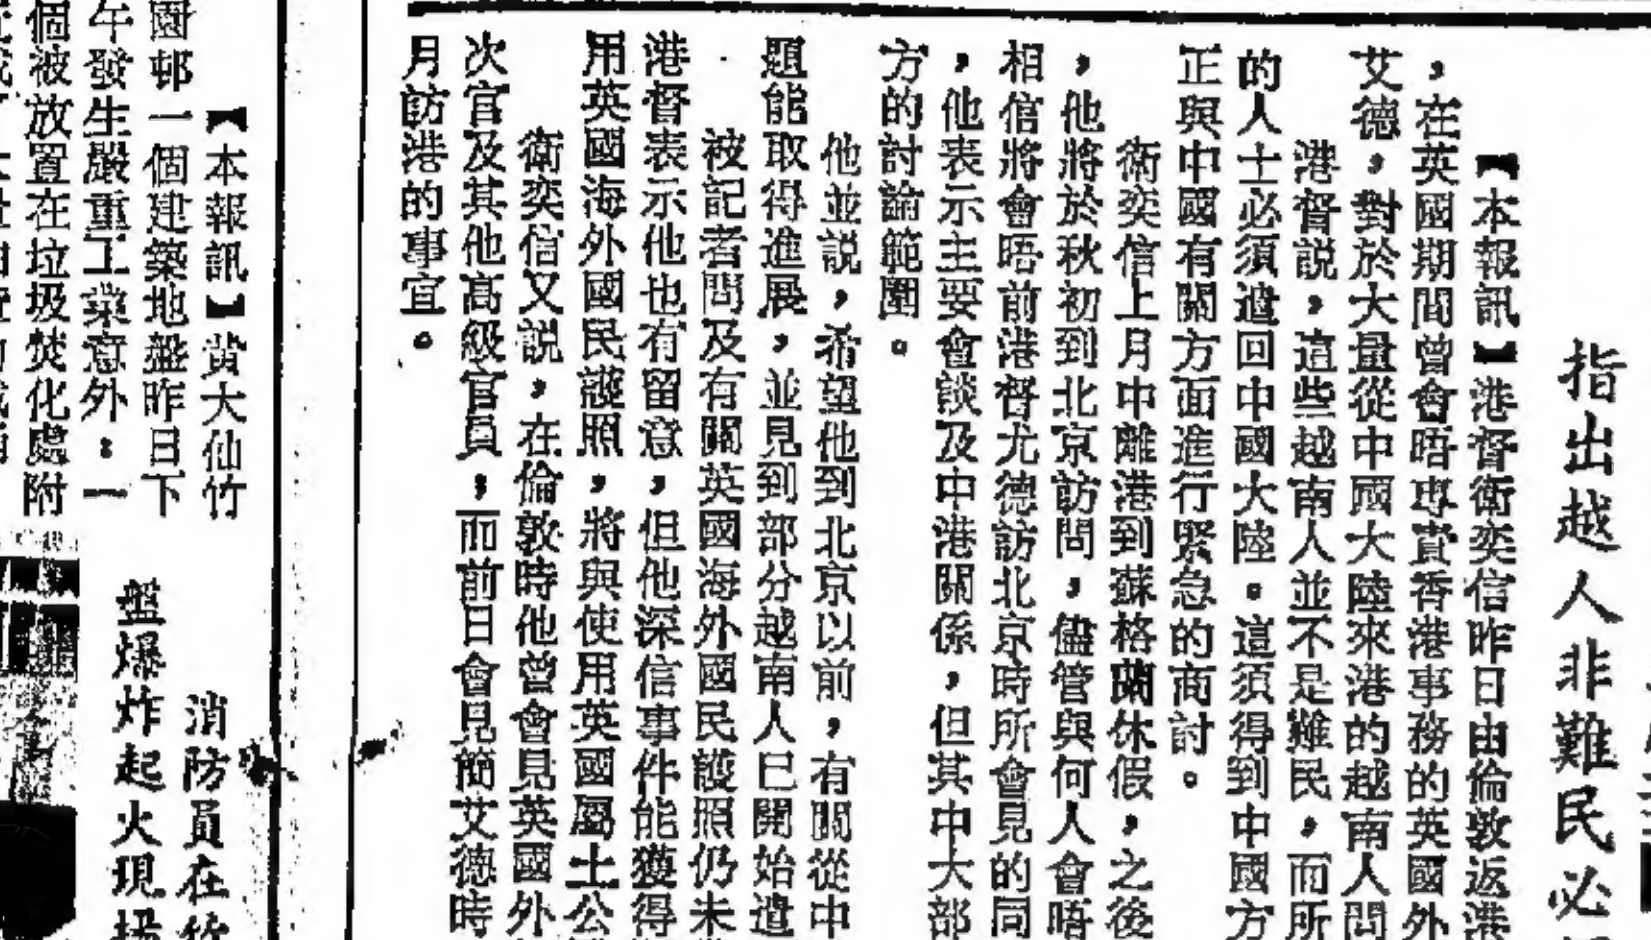 指出越人非難民必
【本報訊】港督衛奕信昨日由倫敦返港
，在英國期間曾會晤專責香港事務的英國外
艾德，對於大量從中國大陸來港的越南人問
港督說，這些越南人並不是難民，而所
的人士必須遣回中國大陸。這須得到中國方
正與中國有關方面進行緊急的商討。
衛奕信上月中離港到蘇格蘭休假，之後
，他將於秋初到北京訪問，儘管與何人會晤
相信將會晤前港督尤德訪北京時所會見的同
，他表示主要會談及中港關係，但其中大部
方的討論範圍。
他並說，希望他到北京以前，有關從中
題能取得進展，並見到部分越南人已開始遣
被記者問及有關英國海外國民護照仍未
港督表示他也有留意，但他深信事件能獲得
用英國海外國民護照，將與使用英國屬土公
衛奕信又說，在倫敦時他曾會見英國外
次官及其他高級官員，而前日會見簡艾德時
月訪港的事宜。
【本報訊】黃大仙竹
園邨一個建築地盤昨日下
午發生嚴重工業意外：一
個被放置在垃圾焚化處附
消防員在竹
盤爆炸起火現場